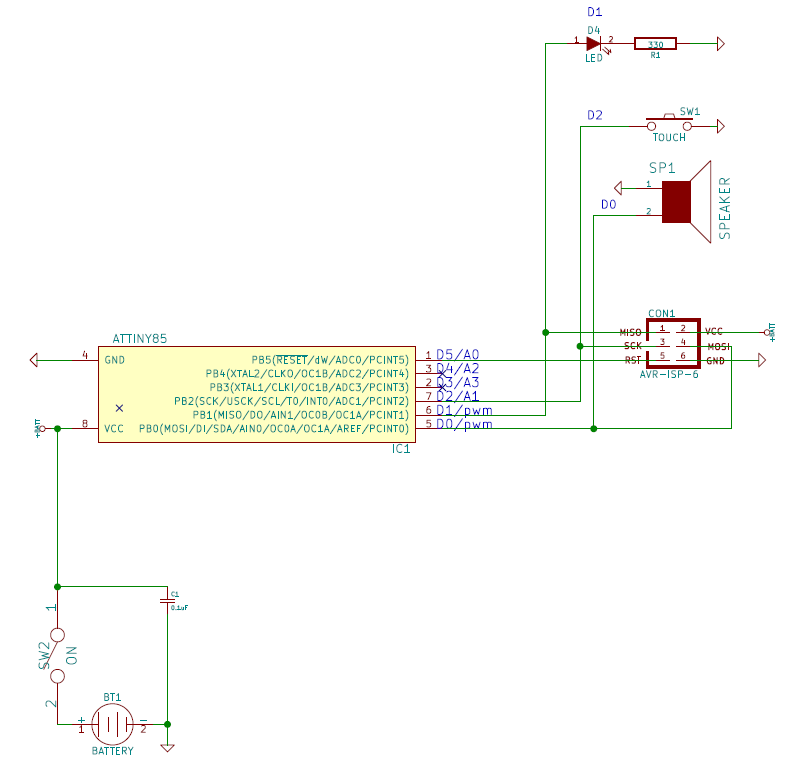 D1
D4
1 2
330
LED
R1
D2
SW1
TOUCH
SP1
1
2
D0
SPEAKER
CON1
MISO 1 2 VCC
SCK 3 4 MOSI
RST 5 6 GND
AVR-ISP-6
+BATT
ATTINY85
4 GND
PB5(RESET/dW/ADC0/PCINT5) 1 D5/A0
PB4(XTAL2/CLKO/OC1B/ADC2/PCINT4) 3 D4/A2
PB3(XTAL1/CLKI/OC1B/ADC3/PCINT3) 2 D3/A3
PB2(SCK/USCK/SCL/T0/INT0/ADC1/PCINT2) 7 D2/A1
PB1(MISO/DO/AIN1/OC0B/OC1A/PCINT1) 6 D1/pwm
+BATT 8 VCC PB0(MOSI/DI/SDA/AIN0/OC0A/OC1A/AREF/PCINT0) 5 D0/pwm
IC1
C1
0.1uF
1
SW2
ON
2
BT1
+ −
1 2
BATTERY